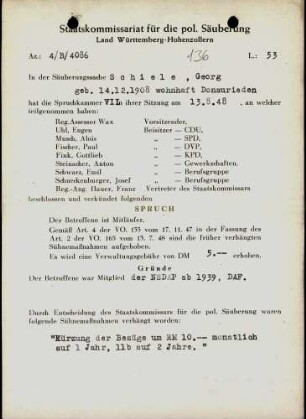 Staatskommissariat für die pol. Säuberung
Land Württemberg-Hohenzollern
Az.: 4/B/4086 136 L.: 53
In der Säuberungssache Schiele, Georg
geb. 14.12.1908 wohnhaft Donaurieden
hat die Spruchkammer VII. in ihrer Sitzung am 13.8.48 , an welcher
teilgenommen haben:
Reg.Assessor Wax Vorsitzender,
Uhl, Eugen Beisitzer — CDU,
Musch, Alois „ — SPD,
Fischer, Paul „ — DVP,
Fink, Gottlieb „ — KPD,
Steinacher, Anton „ — Gewerkschaften,
Schwarz, Emil „ — Berufsgruppe
Schneckenburger, Josef „ — Berufsgruppe
Reg.-Ang. Hauer, Franz Vertreter des Staatskommissars
beschlossen und verkündet folgenden
SPRUCH
Der Betroffene ist Mitläufer.
Gemäß Art. 4 der VO. 133 vom 17. 11. 47 in der Fassung des
Art. 2 der VO. 165 vom 13. 7. 48 sind die früher verhängten
Sühnemaßnahmen aufgehoben.
Es wird eine Verwaltungsgebühr von DM 5.-- erhoben.
Gründe
Der Betroffene war Mitglied der NSDAP ab 1939, DAF.
Durch Entscheidung des Staatskommissars für die pol. Säuberung waren
folgende Sühnemaßnahmen verhängt worden:
"Kürzung der Bezüge um RM 10.-- monatlich
auf 1 Jahr, 11b auf 2 Jahre. "